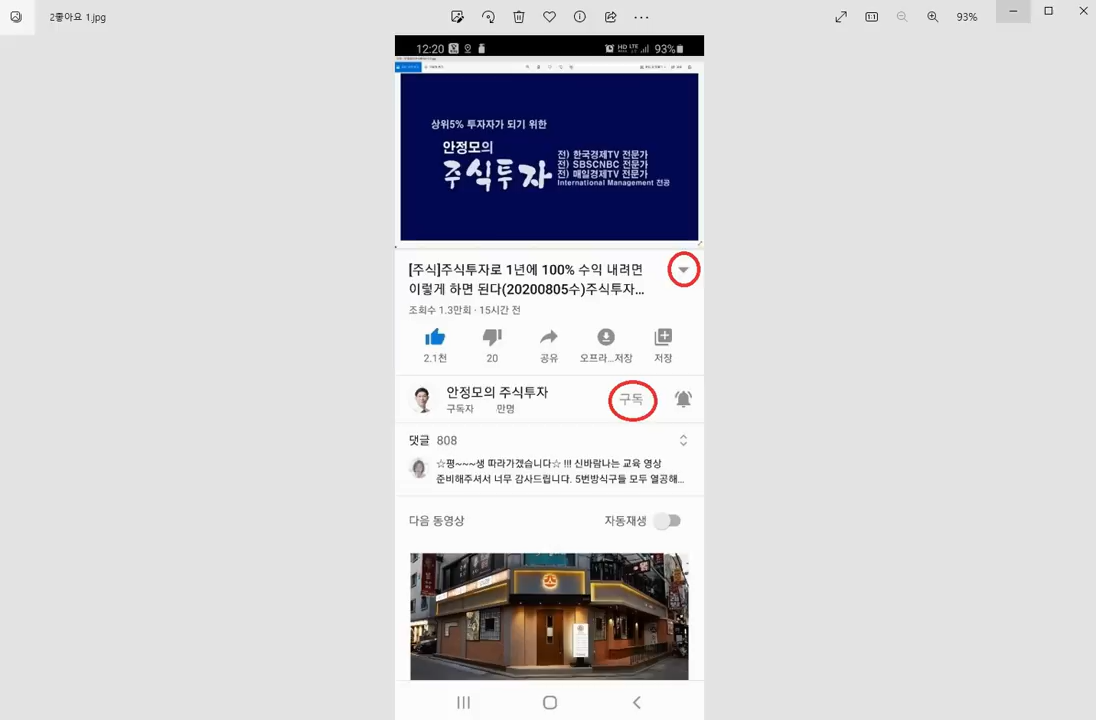 2좋아요 1.jpg
93%
12:20
HD LTE
93%
상위5% 투자자가 되기 위한
안정모의
주식투자
전) 한국경제TV 전문가
전) SBSCNBC 전문가
전) 매일경제TV 전문가
International Management 전공
[주식]주식투자로 1년에 100% 수익 내려면
이렇게 하면 된다(20200805수)주식투자...
조회수 1.3만회 · 15시간 전
2.1천
20
공유
오프라...저장
저장
안정모의 주식투자
구독자 만명
구독
댓글 808
☆평~~~생 따라가겠습니다☆ !!! 신바람나는 교육 영상
준비해주셔서 너무 감사드립니다. 5번방식구들 모두 열공해...
다음 동영상
자동재생